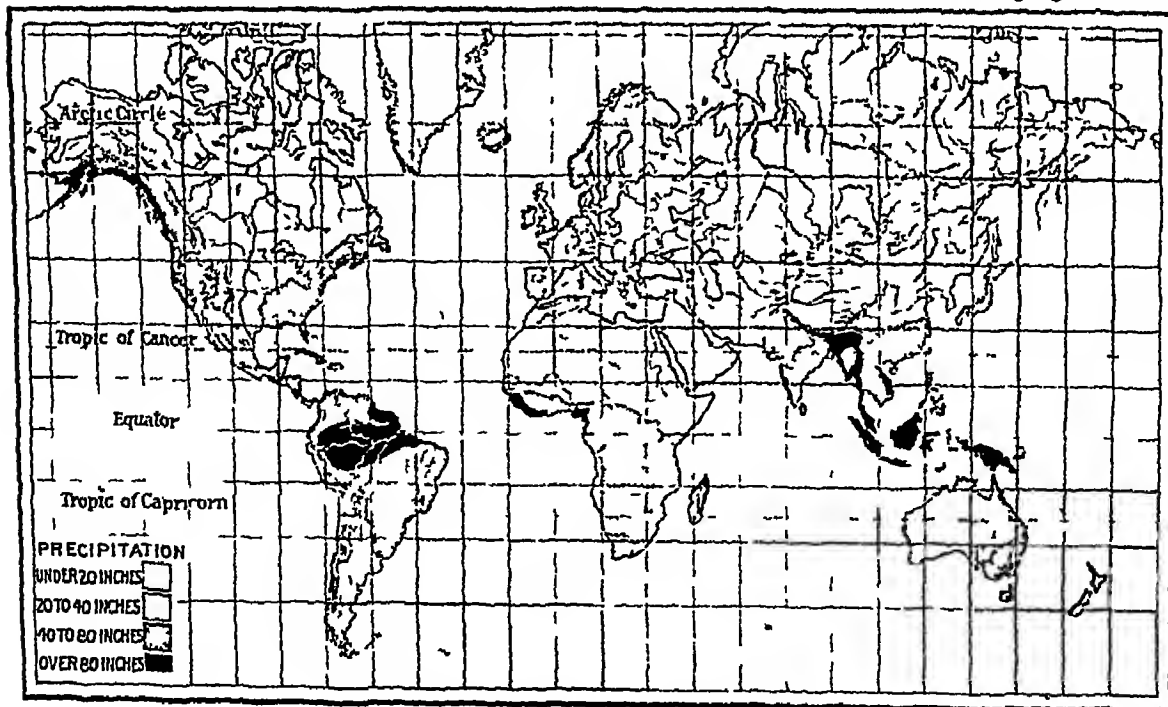 Arctic Circle
Tropic of Cancer
Equator
Tropic of Capricorn
PRECIPITATION
UNDER 20 INCHES
20 TO 40 INCHES
40 TO 80 INCHES
OVER 80 INCHES